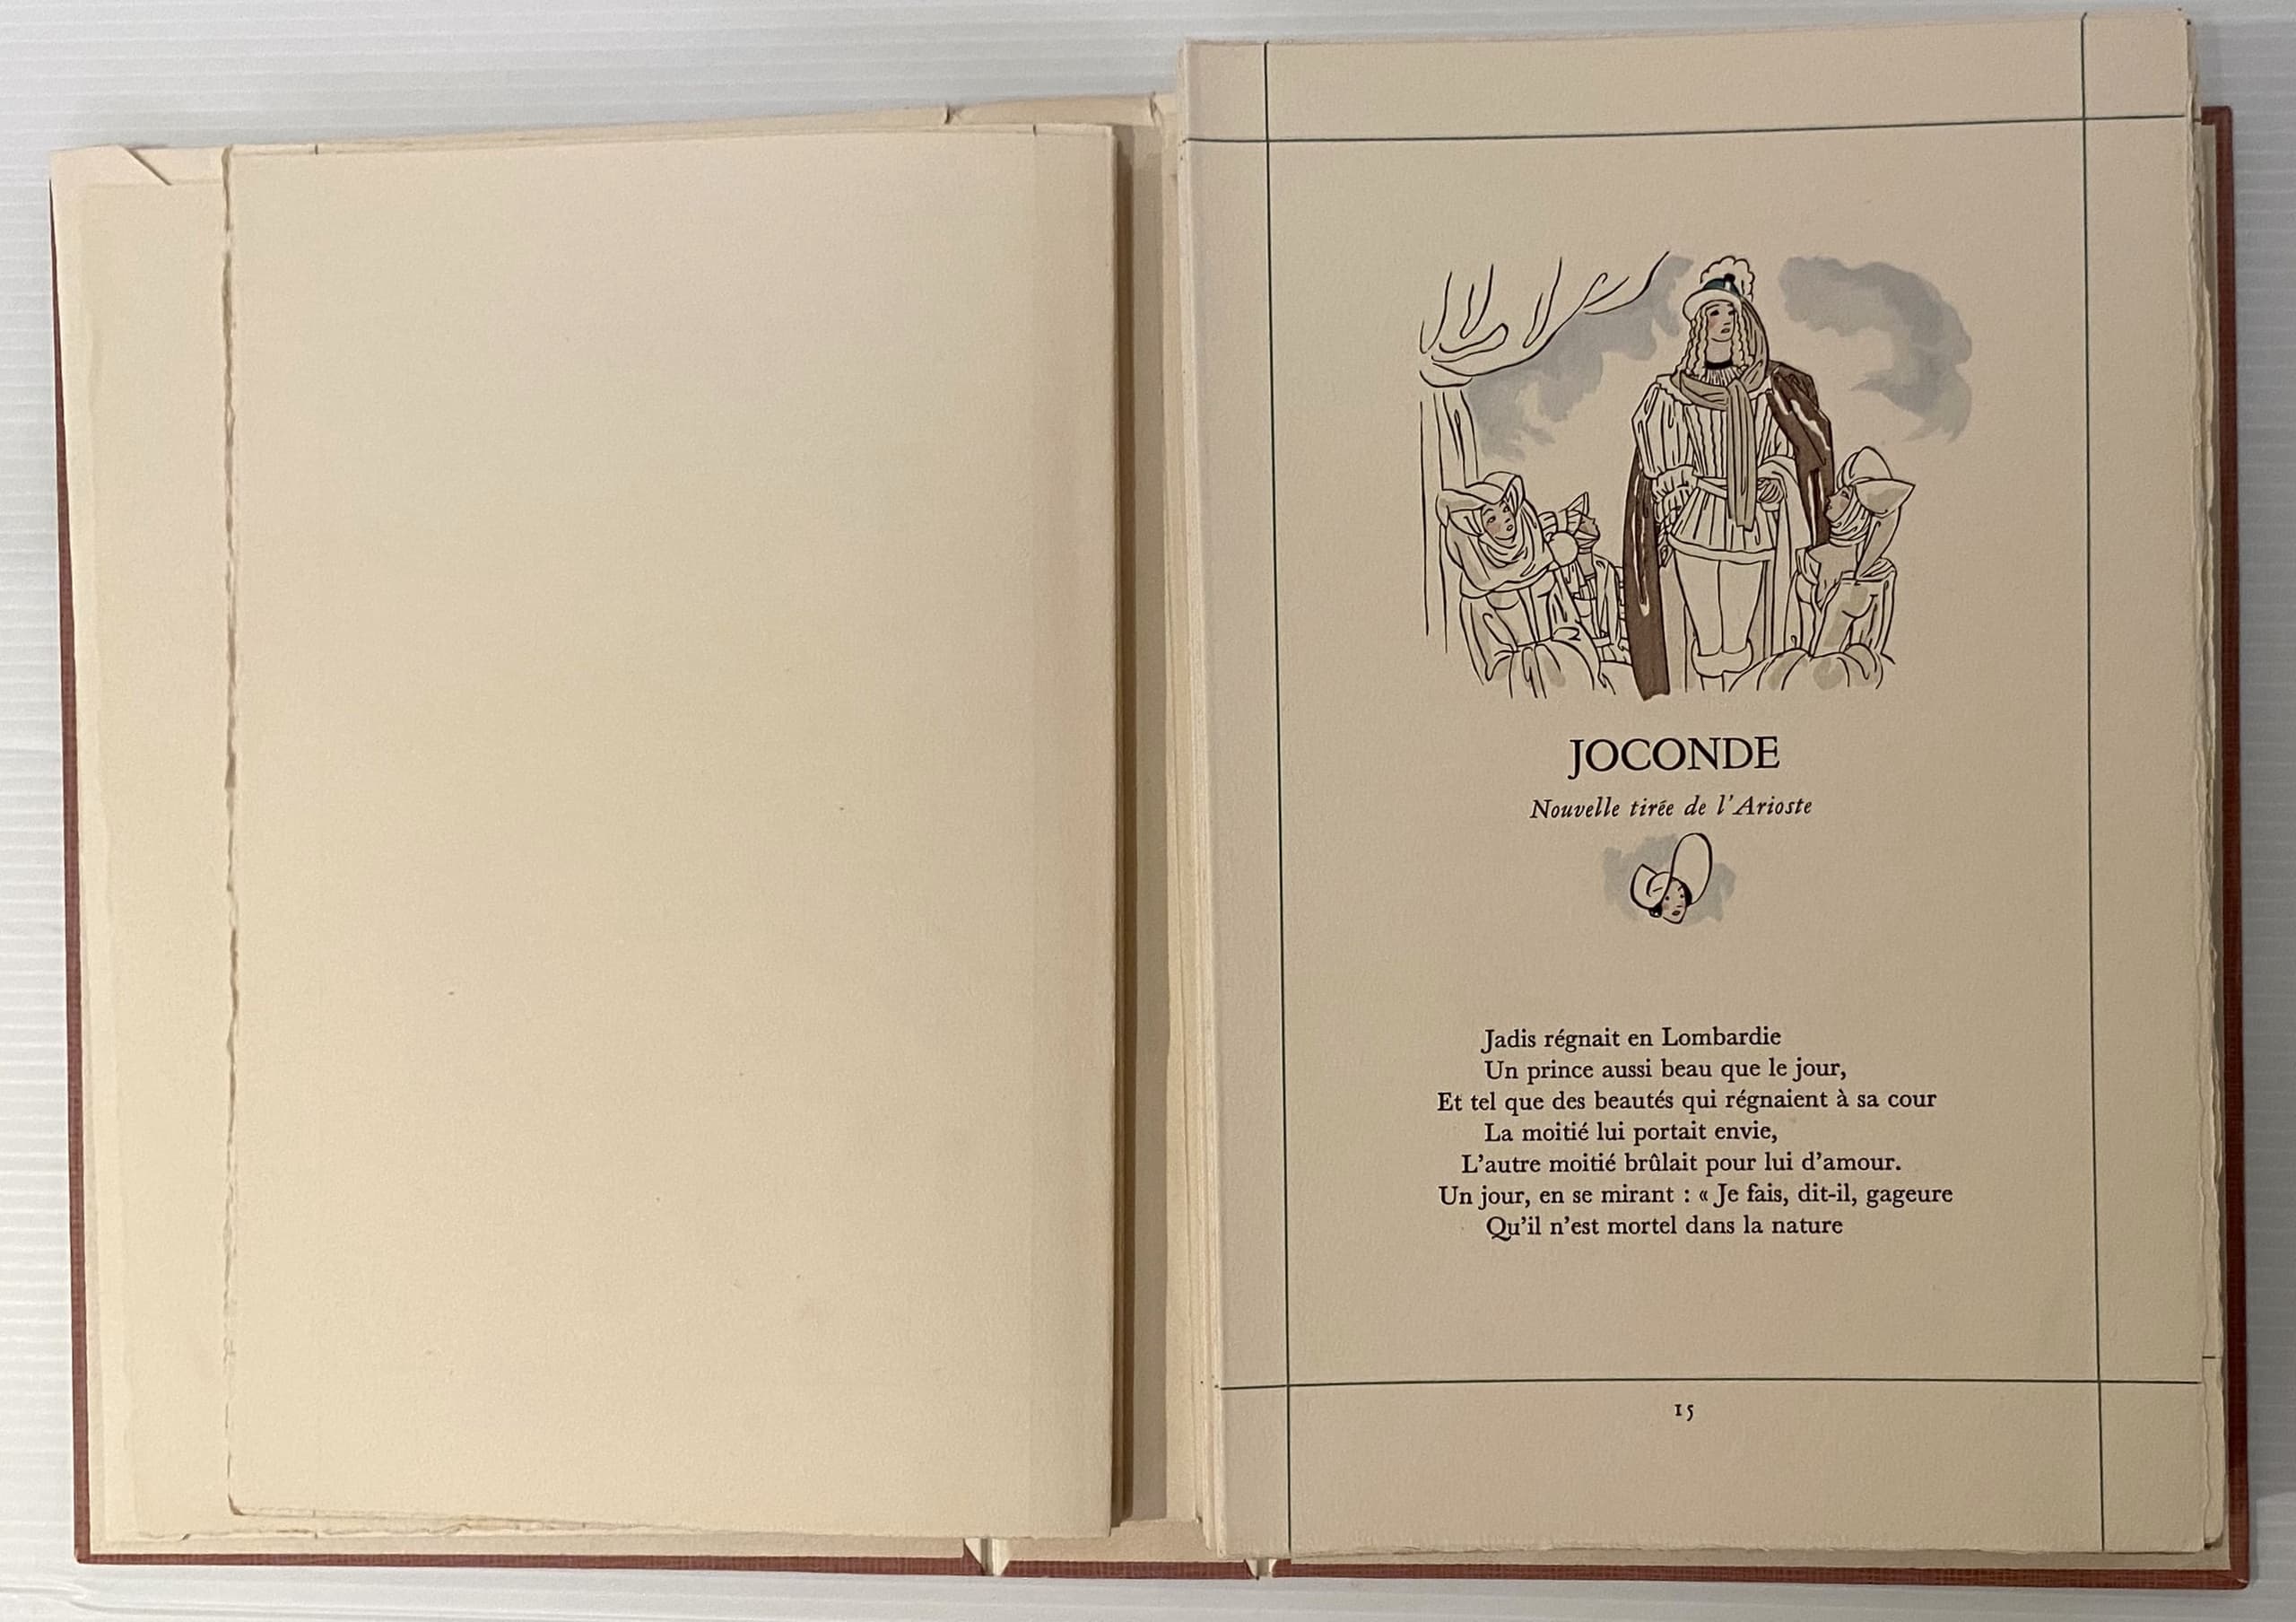 JOCONDE
Nouvelle tirée de l'Arioste
Jadis régnait en Lombardie
Un prince aussi beau que le jour,
Et tel que des beautés qui régnaient à sa cour
La moitié lui portait envie,
L'autre moitié brûlait pour lui d'amour.
Un jour, en se mirant : « Je fais, dit-il, gageure
Qu'il n'est mortel dans la nature
15